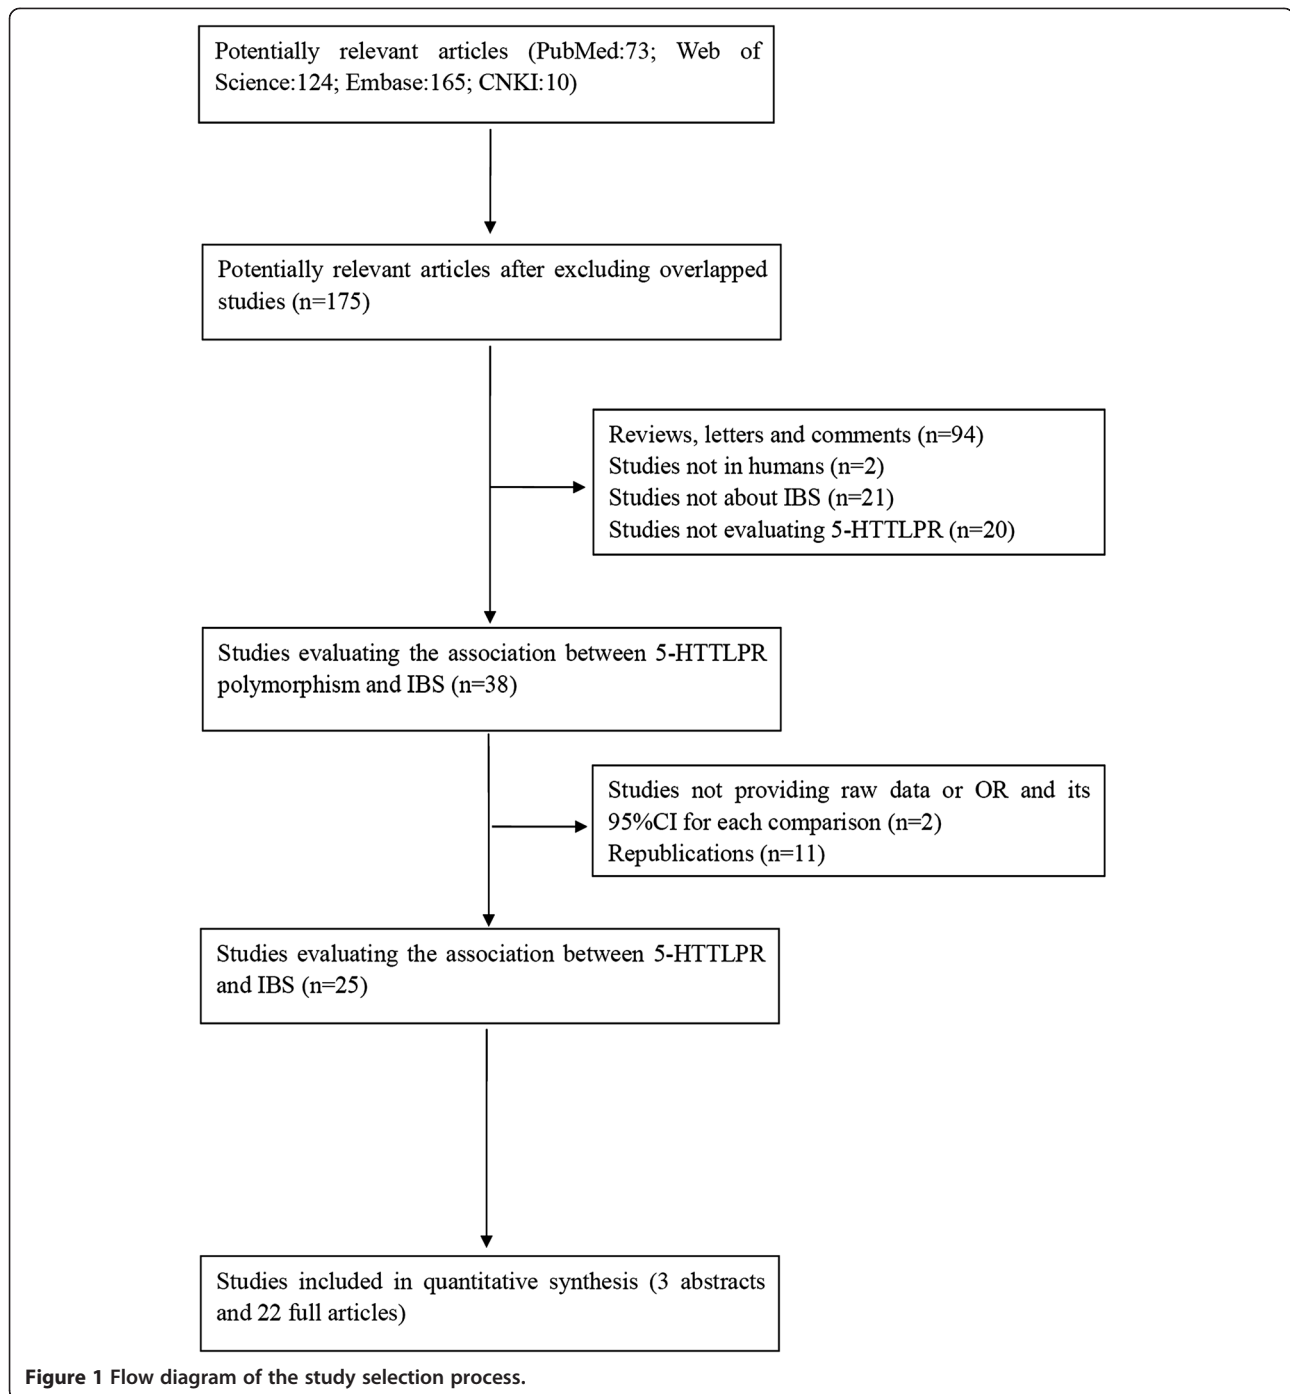 Potentially relevant articles (PubMed:73; Web of
Science:124; Embase:165; CNKI:10)
Potentially relevant articles after excluding overlapped
studies (n=175)
Reviews, letters and comments (n=94)
Studies not in humans (n=2)
Studies not about IBS (n=21)
Studies not evaluating 5-HTTLPR (n=20)
Studies evaluating the association between 5-HTTLPR
polymorphism and IBS (n=38)
Studies not providing raw data or OR and its
95%CI for each comparison (n=2)
Republications (n=11)
Studies evaluating the association between 5-HTTLPR
and IBS (n=25)
Studies included in quantitative synthesis (3 abstracts
and 22 full articles)
Figure 1 Flow diagram of the study selection process.